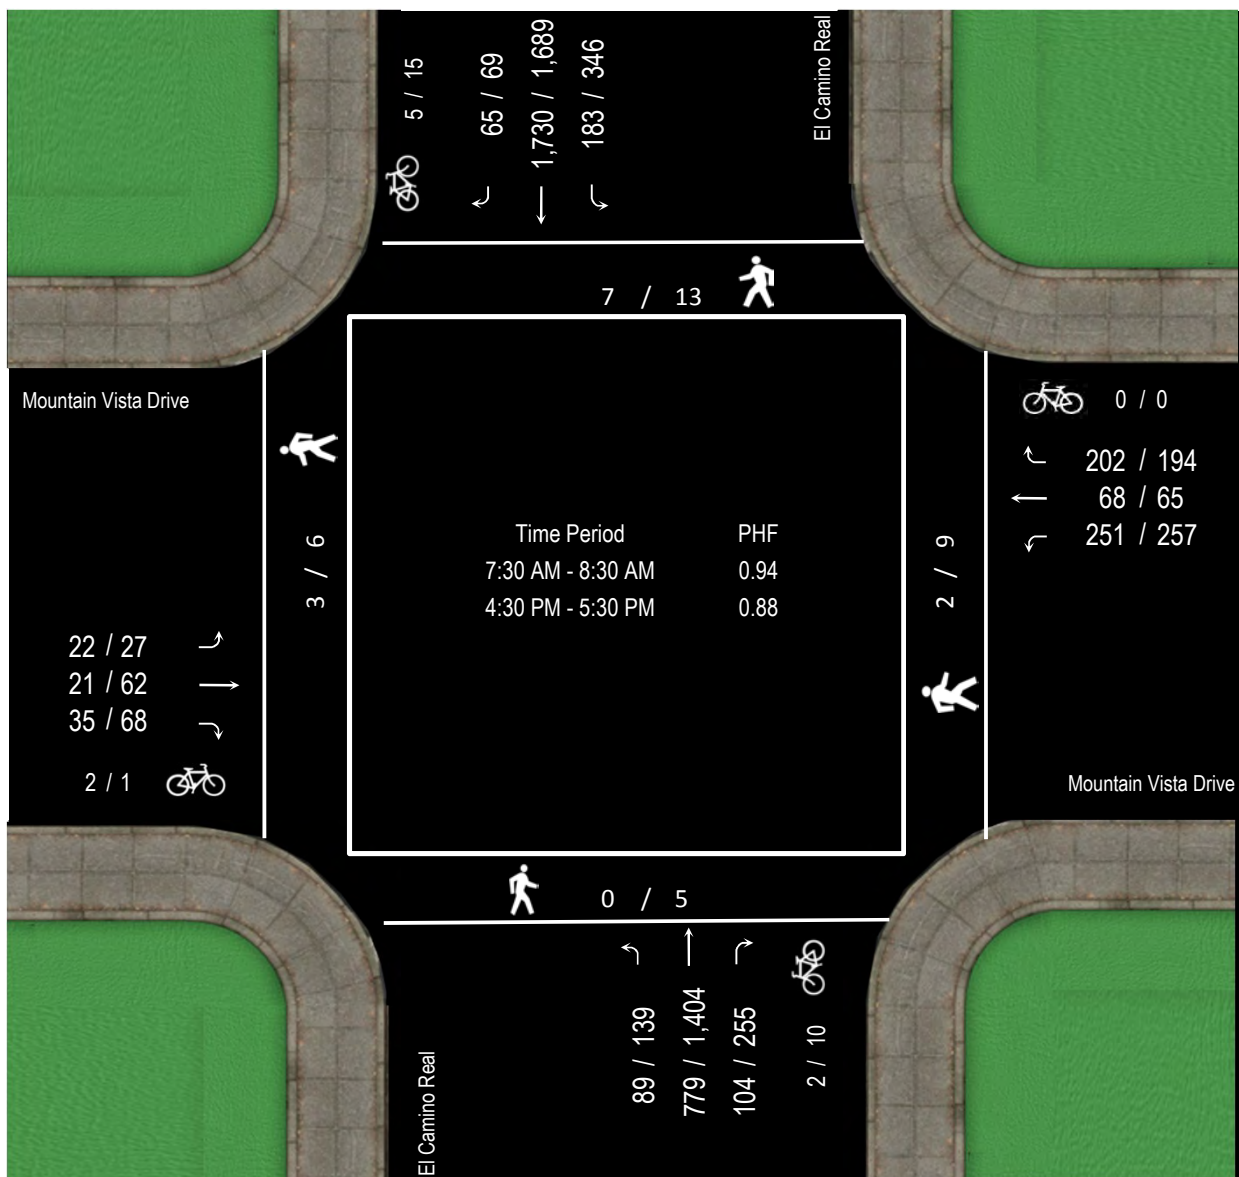 5 / 15
65 / 69
1,730 / 1,689
183 / 346
El Camino Real
7 / 13
Mountain Vista Drive
0 / 0
202 / 194
68 / 65
251 / 257
3 / 6
Time Period PHF
7:30 AM - 8:30 AM 0.94
4:30 PM - 5:30 PM 0.88
2 / 9
22 / 27
21 / 62
35 / 68
2 / 1
Mountain Vista Drive
0 / 5
El Camino Real
89 / 139
779 / 1,404
104 / 255
2 / 10